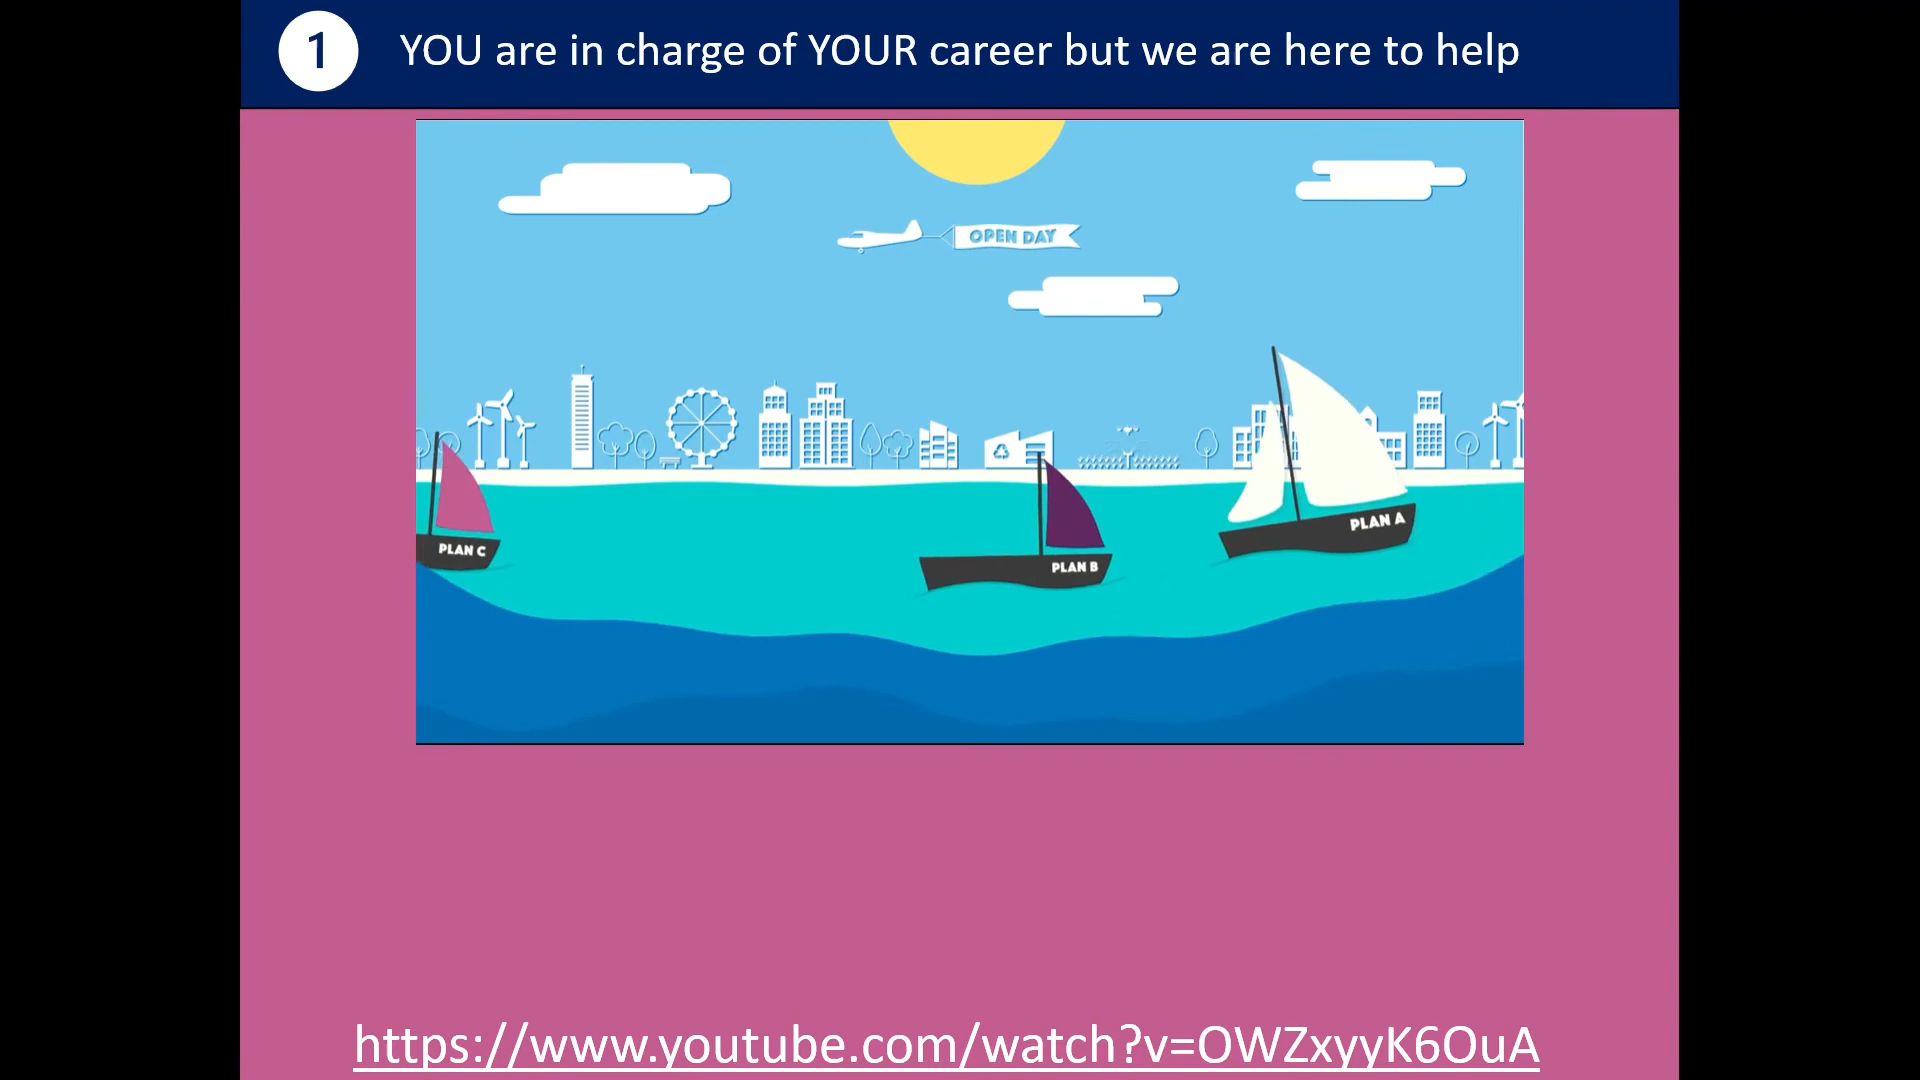 1 YOU are in charge of YOUR career but we are here to help
OPEN DAY
PLAN A
PLAN C
PLAN B
https://www.youtube.com/watch?v=OWZxyyK6OuA